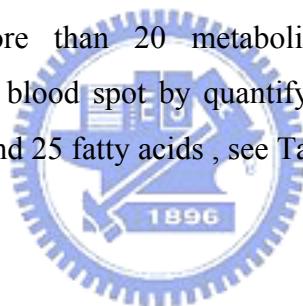 ore than 20 metaboli
blood spot by quantify
nd 25 fatty acids , see Ta
1896